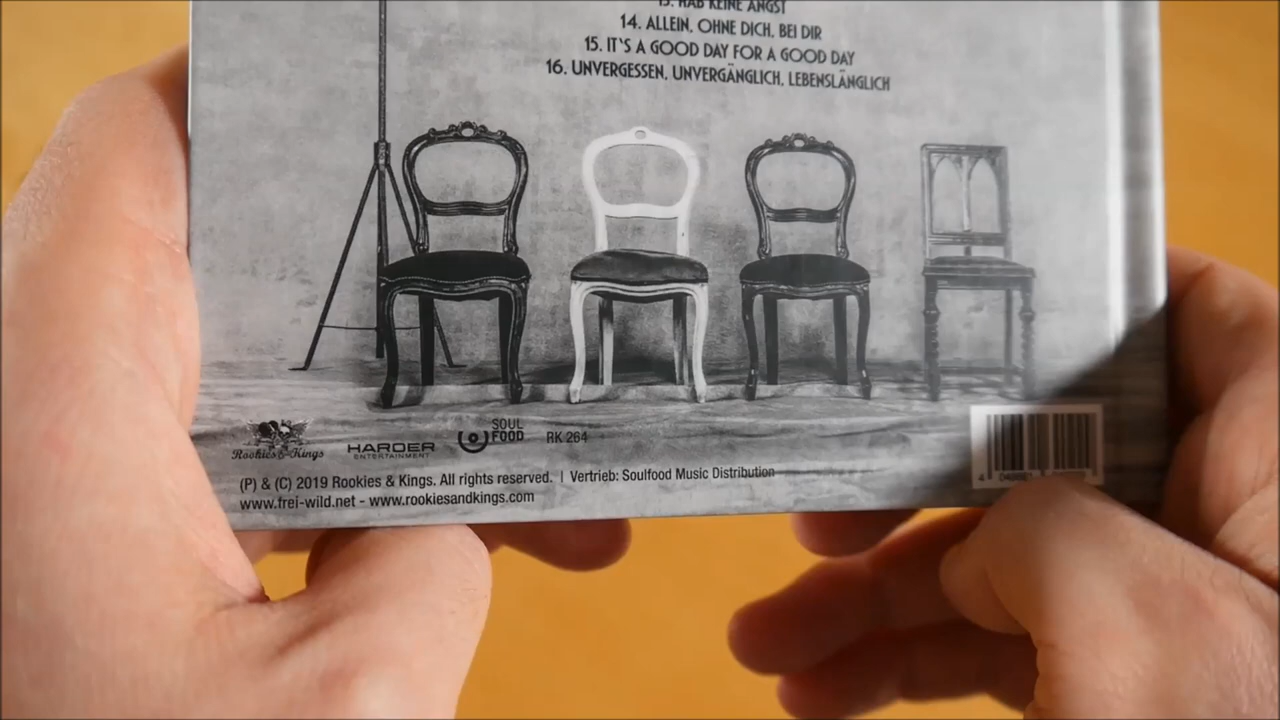 13. HAB KEINE ANGST
14. ALLEIN, OHNE DICH, BEI DIR
15. IT'S A GOOD DAY FOR A GOOD DAY
16. UNVERGESSEN, UNVERGÄNGLICH, LEBENSLÄNGLICH
Rookies & Kings
HARDER
ENTERTAINMENT
SOUL
FOOD
RK 264
(P) & (C) 2019 Rookies & Kings. All rights reserved. | Vertrieb: Soulfood Music Distribution
www.frei-wild.net - www.rookiesandkings.com